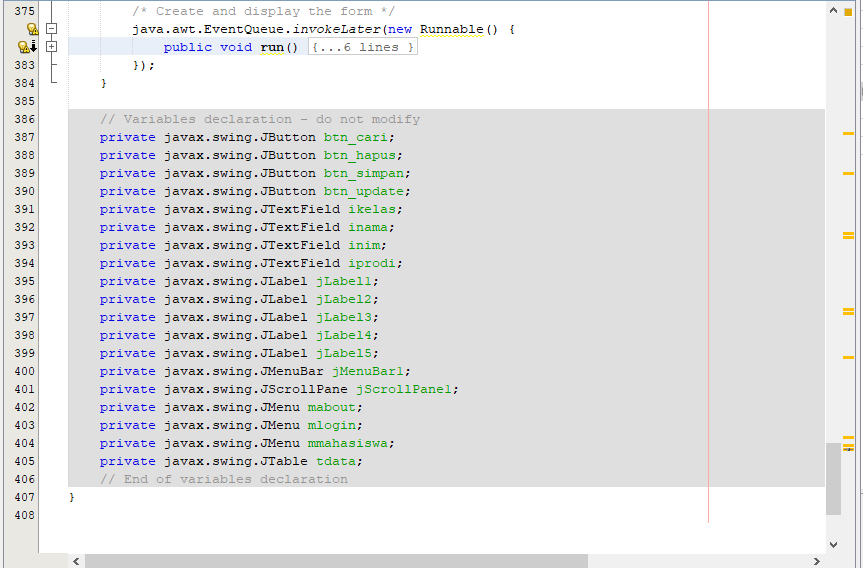 375 /* Create and display the form */
java.awt.EventQueue.invokeLater(new Runnable() {
public void run() {...6 lines }
383 });
384 }
385
386 // Variables declaration - do not modify
387 private javax.swing.JButton btn_cari;
388 private javax.swing.JButton btn_hapus;
389 private javax.swing.JButton btn_simpan;
390 private javax.swing.JButton btn_update;
391 private javax.swing.JTextField ikelas;
392 private javax.swing.JTextField inama;
393 private javax.swing.JTextField inim;
394 private javax.swing.JTextField iprodi;
395 private javax.swing.JLabel jLabel1;
396 private javax.swing.JLabel jLabel2;
397 private javax.swing.JLabel jLabel3;
398 private javax.swing.JLabel jLabel4;
399 private javax.swing.JLabel jLabel5;
400 private javax.swing.JMenuBar jMenuBar1;
401 private javax.swing.JScrollPane jScrollPane1;
402 private javax.swing.JMenu mabout;
403 private javax.swing.JMenu mlogin;
404 private javax.swing.JMenu mmahasiswa;
405 private javax.swing.JTable tdata;
406 // End of variables declaration
407 }
408